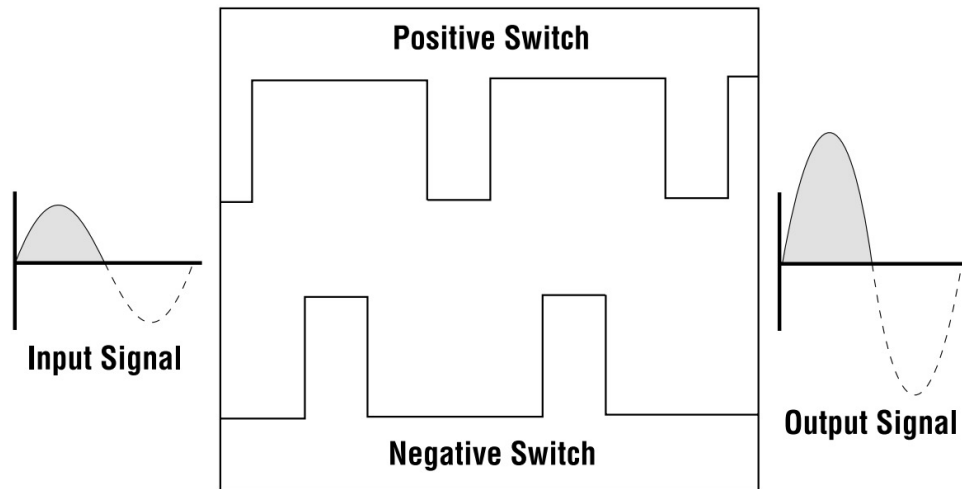 Positive Switch
Input Signal
Output Signal
Negative Switch